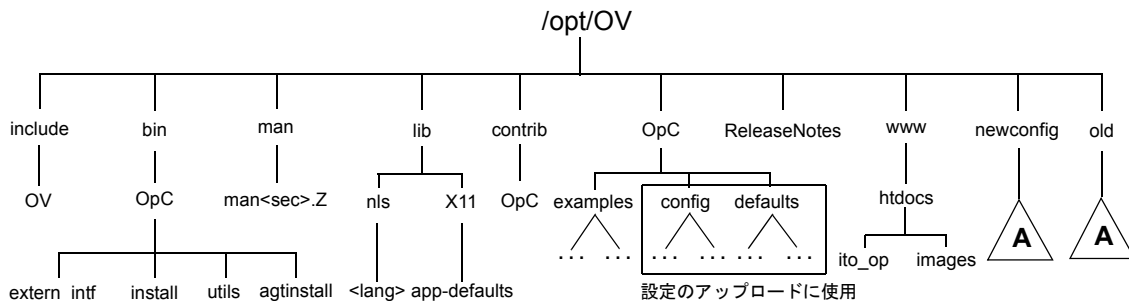 /opt/OV
include bin man lib contrib OpC ReleaseNotes www newconfig old
OV OpC man<sec>.Z nls X11 OpC examples config defaults htdocs
A A
... ... ... ... ... ... ito_op images
extern_intf install utils agtinstall <lang> app-defaults 設定のアップロードに使用